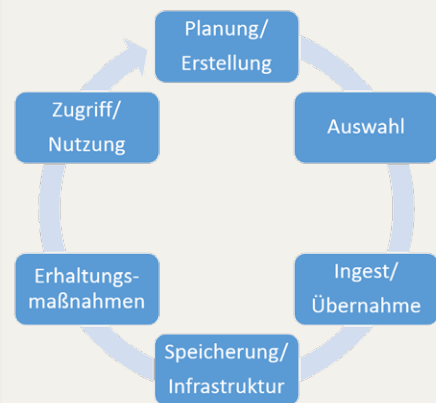 Planung/
Erstellung
Auswahl
Ingest/
Übernahme
Speicherung/
Infrastruktur
Erhaltungs-
maßnahmen
Zugriff/
Nutzung